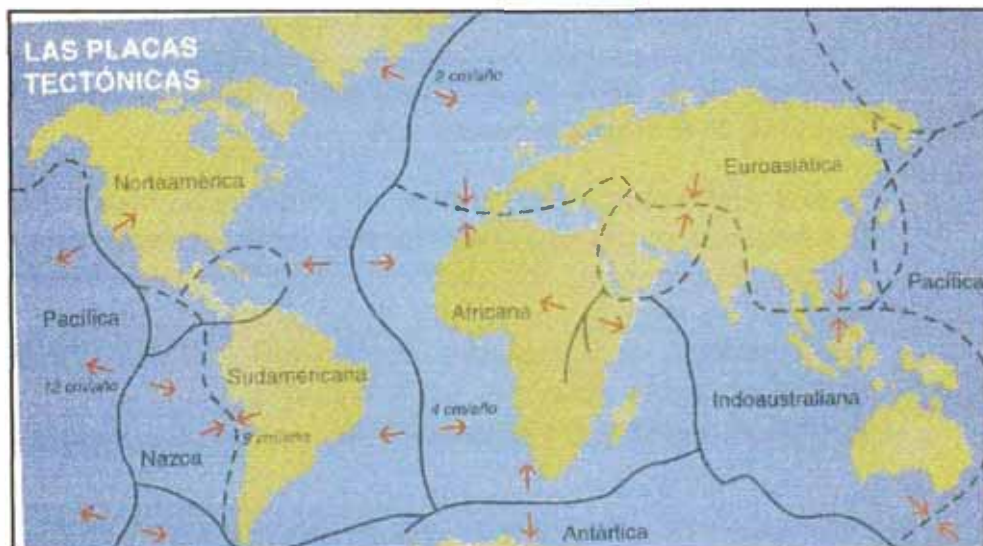 LAS PLACAS
TECTÓNICAS
2 cm/año
Norteamérica
Euroasiática
Pacífica
Africana
Pacífica
12 cm/año
Sudamericana
4 cm/año
Indoaustraliana
9 cm/año
Nazca
Antártica